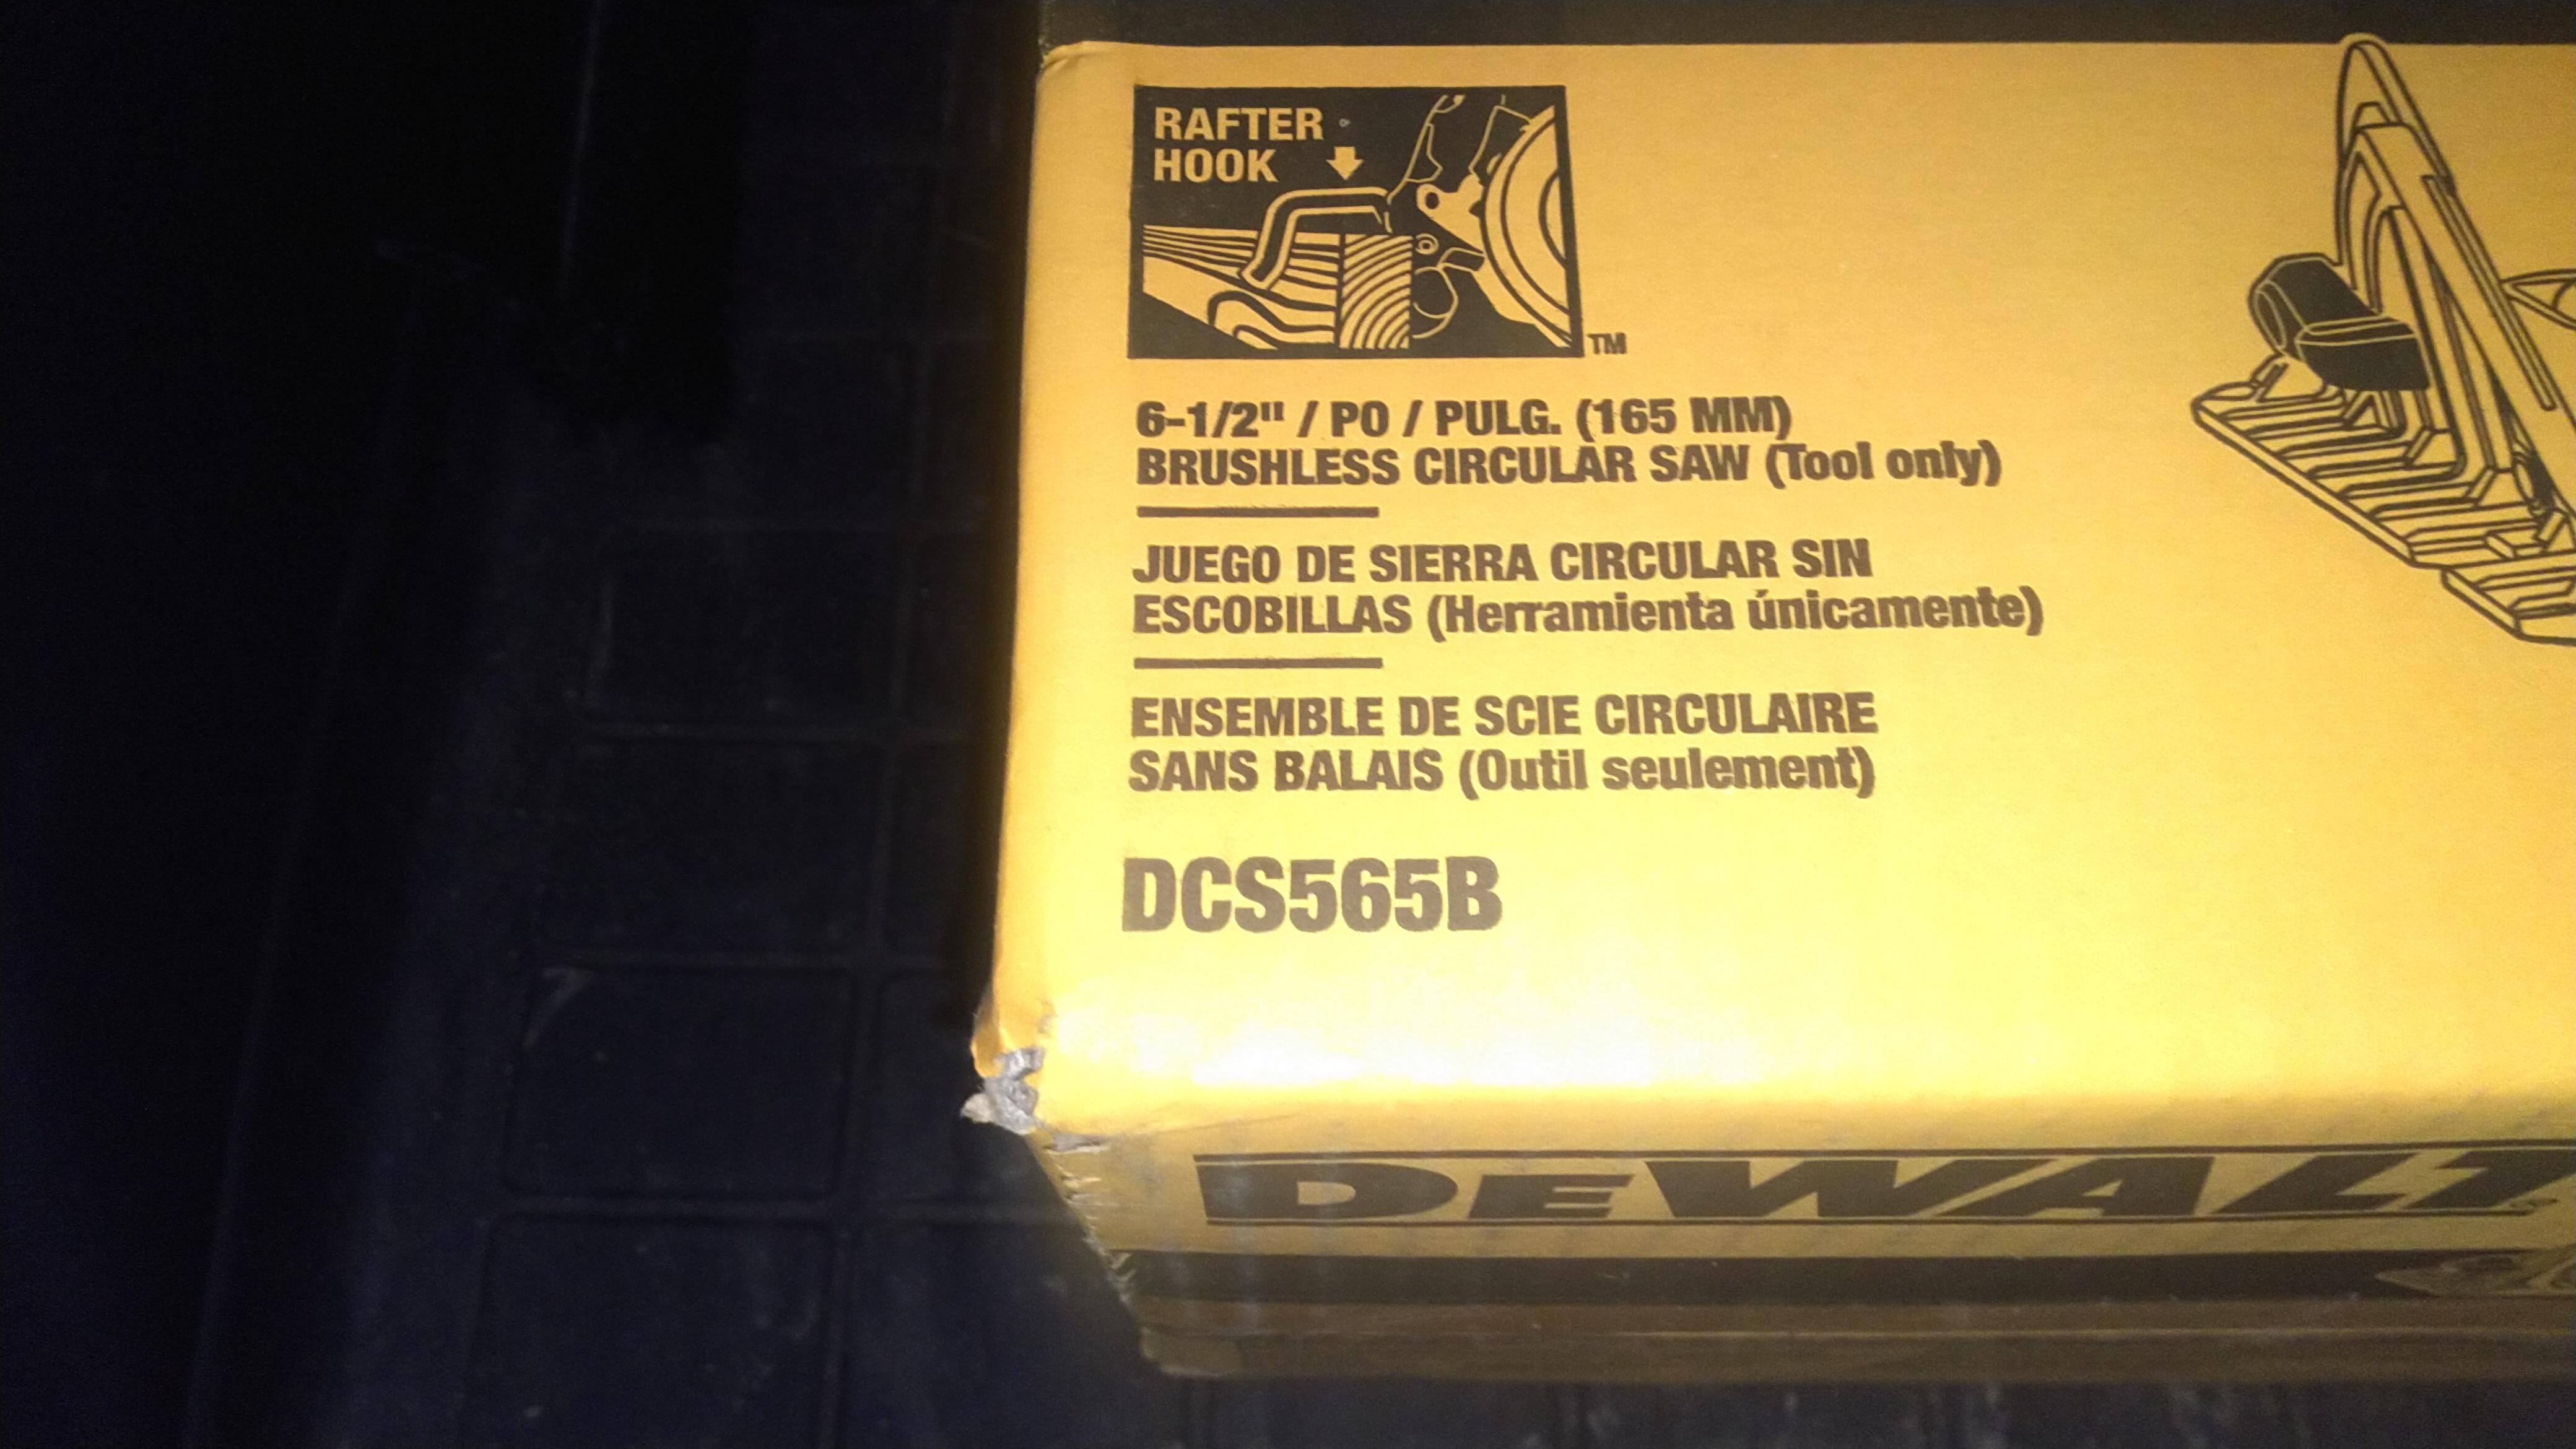 RAFTER
HOOK
TM
6-1/2" / PO / PULG. (165 MM)
BRUSHLESS CIRCULAR SAW (Tool only)
JUEGO DE SIERRA CIRCULAR SIN
ESCOBILLAS (Herramienta únicamente)
ENSEMBLE DE SCIE CIRCULAIRE
SANS BALAIS (Outil seulement)
DCS565B
DEWALT